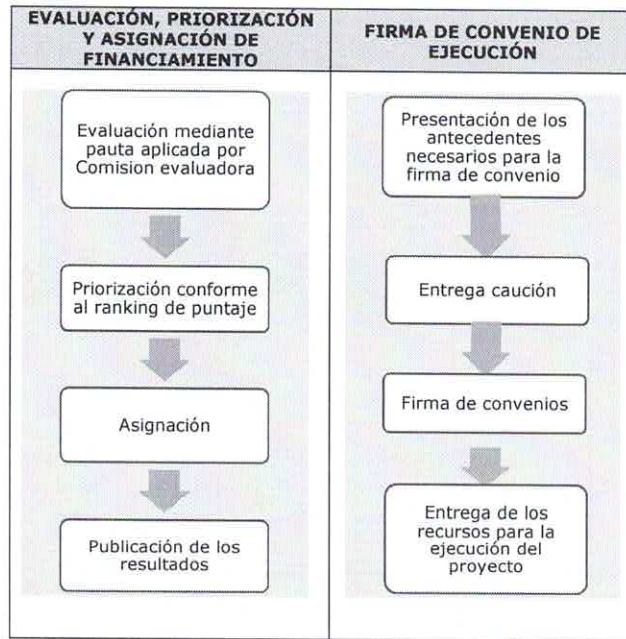 EVALUACIÓN, PRIORIZACIÓN
Y ASIGNACIÓN DE
FINANCIAMIENTO
Evaluación mediante
pauta aplicada por
Comision evaluadora
Priorización conforme
al ranking de puntaje
Asignación
Publicación de los
resultados
FIRMA DE CONVENIO DE
EJECUCIÓN
Presentación de los
antecedentes
necesarios para la
firma de convenio
Entrega caución
Firma de convenios
Entrega de los
recursos para la
ejecución del
proyecto